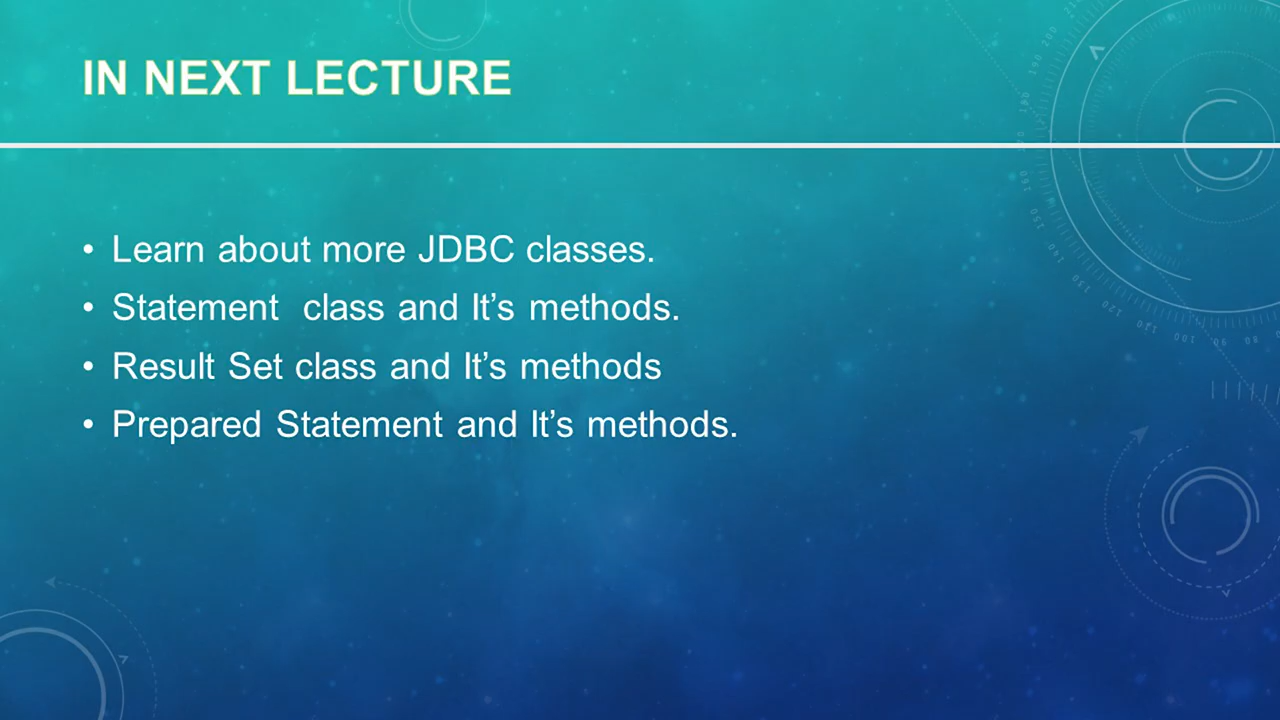 IN NEXT LECTURE
• Learn about more JDBC classes.
• Statement  class and It’s methods.
• Result Set class and It’s methods
• Prepared Statement and It’s methods.